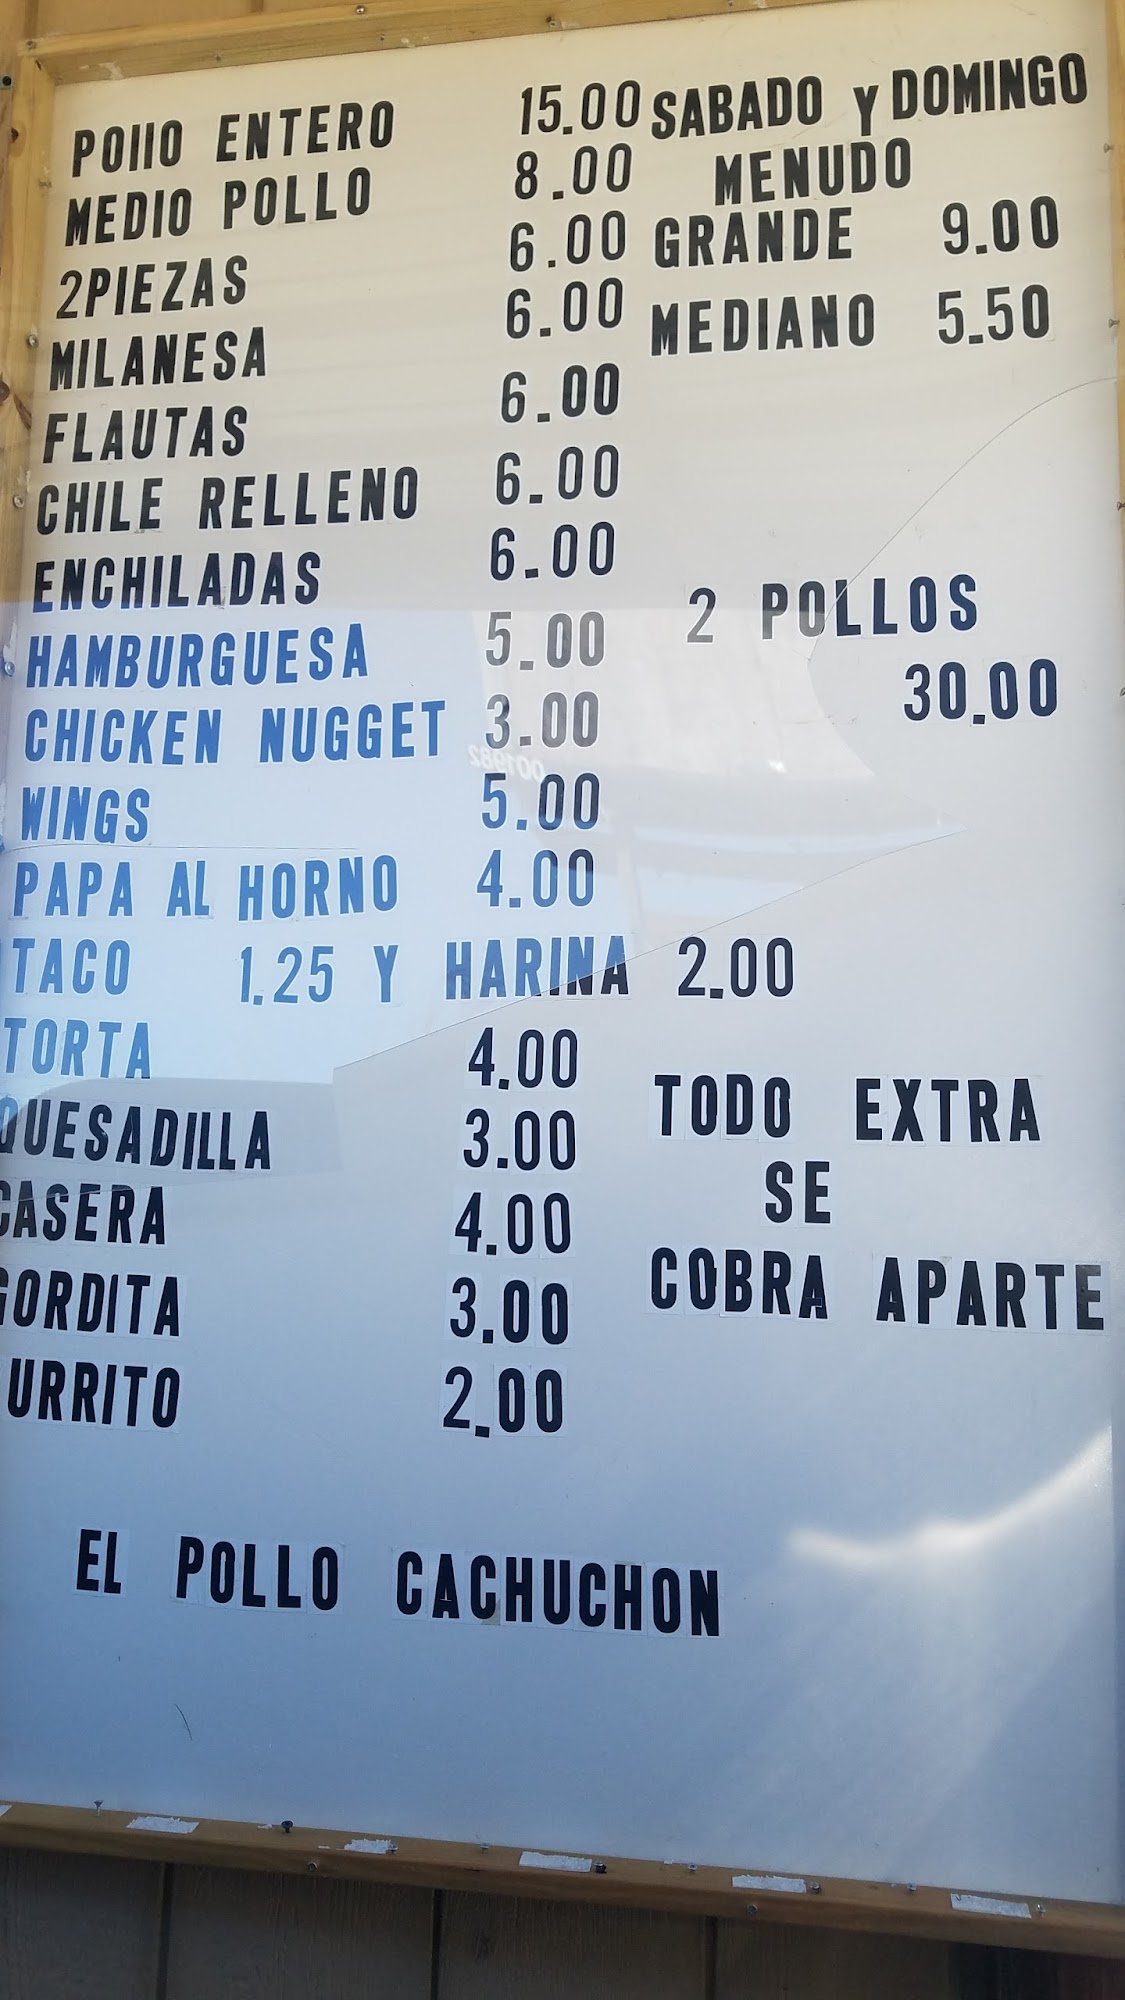 POIIO ENTERO 15.00
MEDIO POLLO 8.00
2PIEZAS 6.00
MILANESA 6.00
FLAUTAS 6.00
CHILE RELLENO 6.00
ENCHILADAS 6.00
HAMBURGUESA 5.00
CHICKEN NUGGET 3.00
WINGS 5.00
PAPA AL HORNO 4.00
TACO 1.25 Y HARINA 2.00
TORTA 4.00
QUESADILLA 3.00
CASERA 4.00
GORDITA 3.00
URRITO 2.00
SABADO Y DOMINGO
MENUDO
GRANDE 9.00
MEDIANO 5.50
2 POLLOS
30.00
TODO EXTRA
SE
COBRA APARTE
EL POLLO CACHUCHON
001982